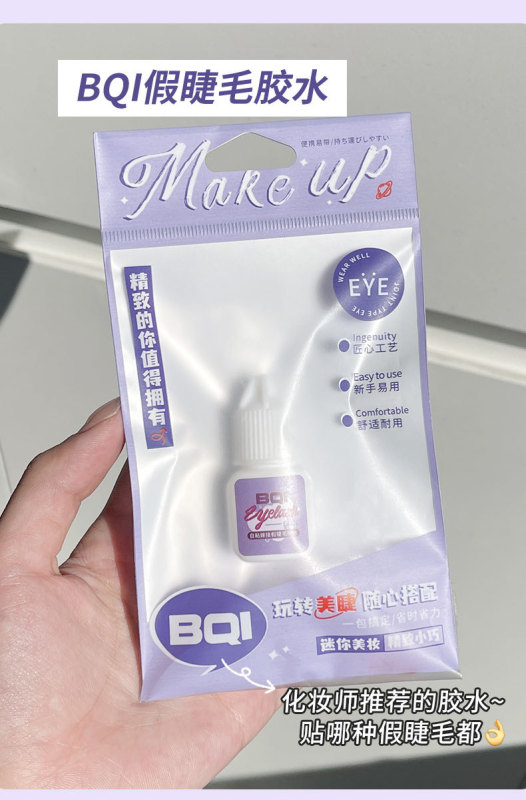 BQI假睫毛胶水
便携易带/持ち運びしやすい
Make up
WEAR WELL
EYE
JOINT TYPE EYE
精致的你值得拥有
Ingenuity
匠心工艺
Easy to use
新手易用
Comfortable
舒适耐用
BQI
Eyelash
玩转美睫 随心搭配
一包搞定/省时省力
BQI
迷你美妆 精致小巧
化妆师推荐的胶水~
贴哪种假睫毛都👌